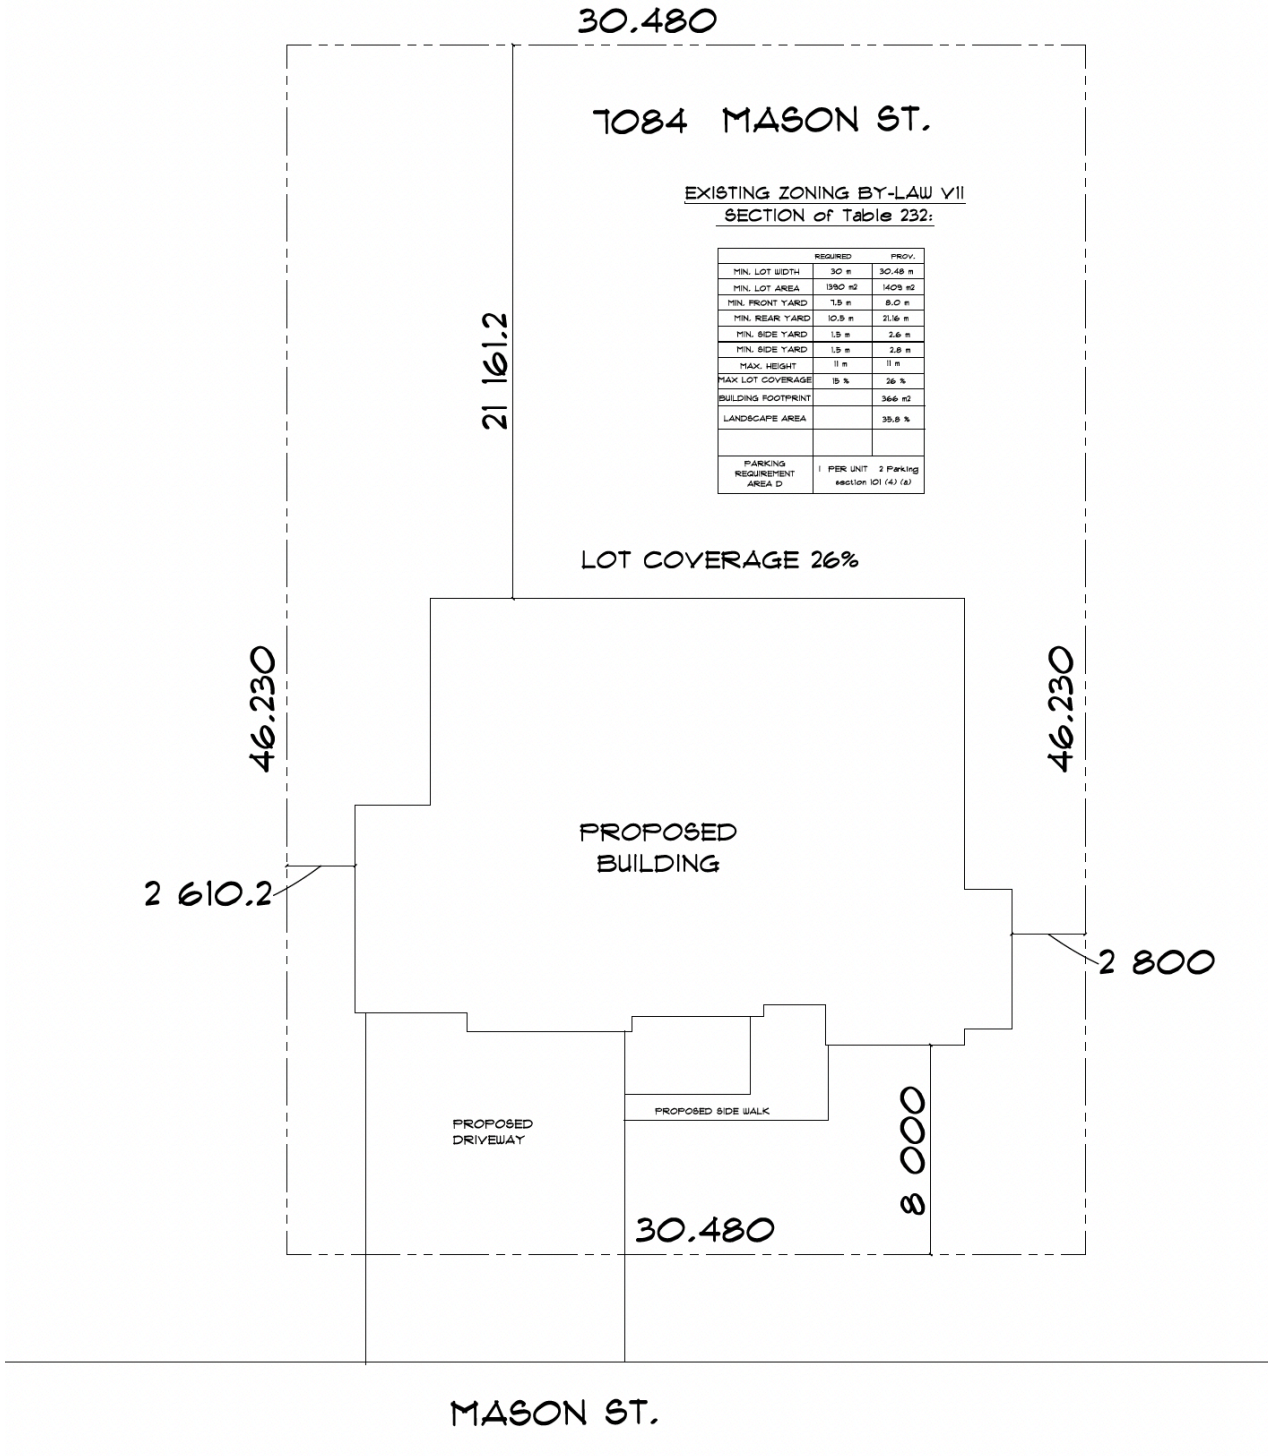 30.480
7084 MASON ST.
EXISTING ZONING BY-LAW V11
SECTION of Table 232:
REQUIRED PROV.
MIN. LOT WIDTH 30 m 30.48 m
MIN. LOT AREA 1390 m2 1409 m2
MIN. FRONT YARD 7.5 m 8.0 m
MIN. REAR YARD 10.5 m 21.16 m
MIN. SIDE YARD 1.5 m 2.6 m
MIN. SIDE YARD 1.5 m 2.8 m
MAX. HEIGHT 11 m 11 m
MAX LOT COVERAGE 15 % 26 %
BUILDING FOOTPRINT 366 m2
LANDSCAPE AREA 35.8 %
PARKING
REQUIREMENT
AREA D
1 PER UNIT 2 Parking
section 101 (4) (a)
21 161.2
LOT COVERAGE 26%
46.230
46.230
PROPOSED
BUILDING
2 610.2
2 800
8 000
PROPOSED SIDE WALK
PROPOSED
DRIVEWAY
30.480
MASON ST.